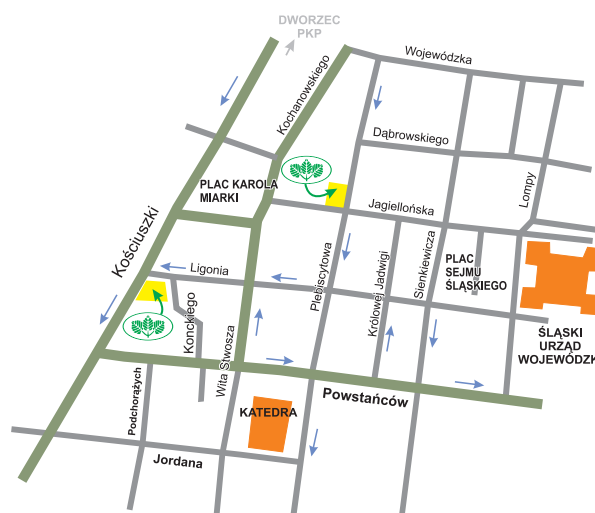 DWORZEC
PKP
Wojewódzka
Kochanowskiego
Dąbrowskiego
PLAC KAROLA
MIARKI
Lompy
Jagiellońska
Kościuszki
Plebiscytowa
Królowej Jadwigi
Sienkiewicza
PLAC
SEJMU
ŚLĄSKIEGO
Ligonia
Konckiego
Wita Stwosza
ŚLĄSKI
URZĄD
WOJEWÓDZK
Podchorążych
KATEDRA
Powstańców
Jordana